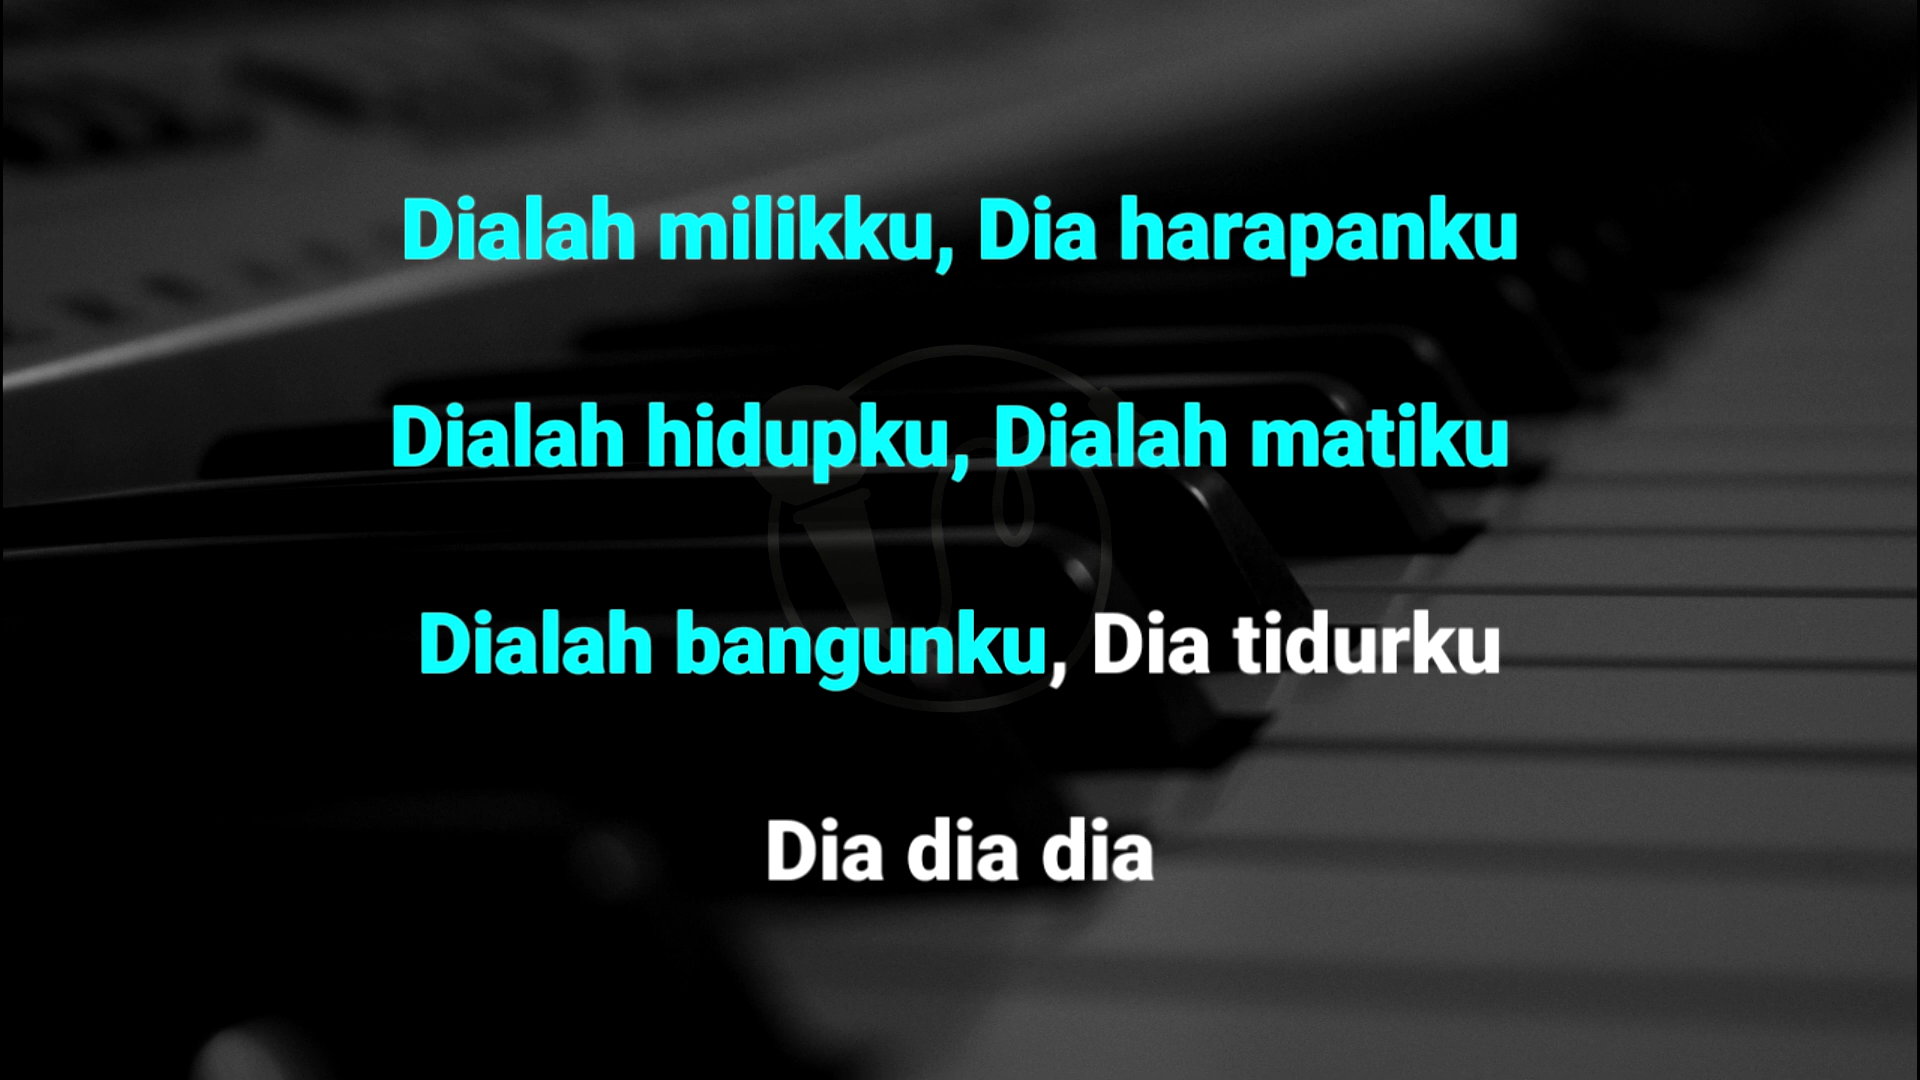 Dialah milikku, Dia harapanku
Dialah hidupku, Dialah matiku
Dialah bangunku, Dia tidurku
Dia dia dia